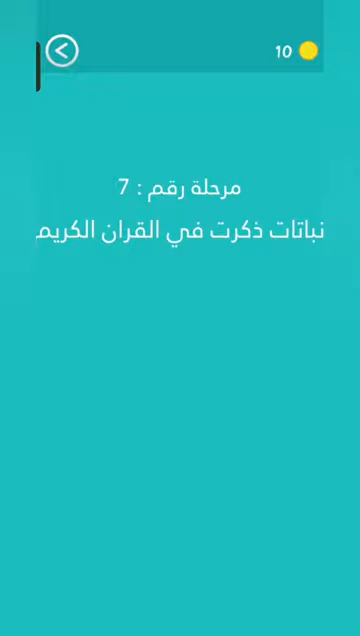 10
مرحلة رقم : 7
نباتات ذكرت في القران الكريم